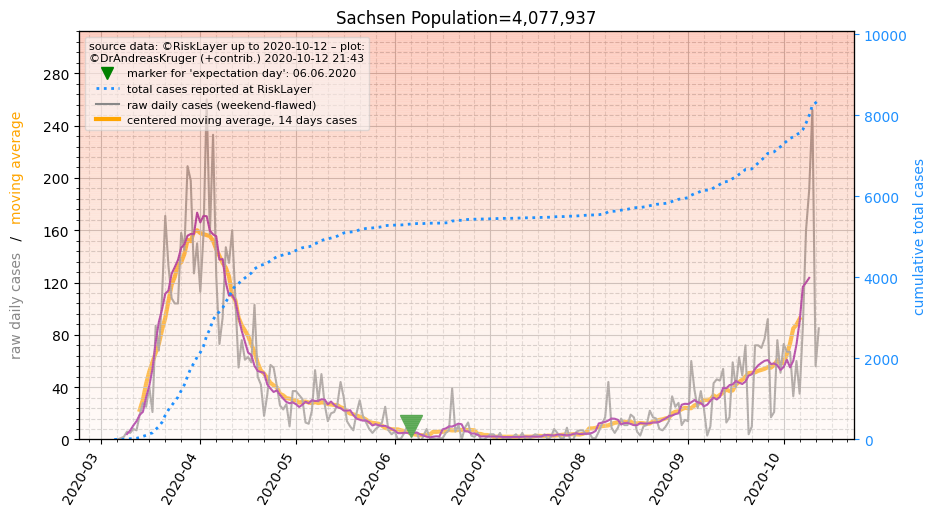 Sachsen Population=4,077,937
source data: ©RiskLayer up to 2020-10-12 – plot:
©DrAndreasKruger (+contrib.) 2020-10-12 21:43
marker for 'expectation day': 06.06.2020
total cases reported at RiskLayer
raw daily cases (weekend-flawed)
centered moving average, 14 days cases
raw daily cases / moving average
280
240
200
160
120
80
40
0
10000
8000
6000
4000
2000
0
cumulative total cases
2020-03
2020-04
2020-05
2020-06
2020-07
2020-08
2020-09
2020-10